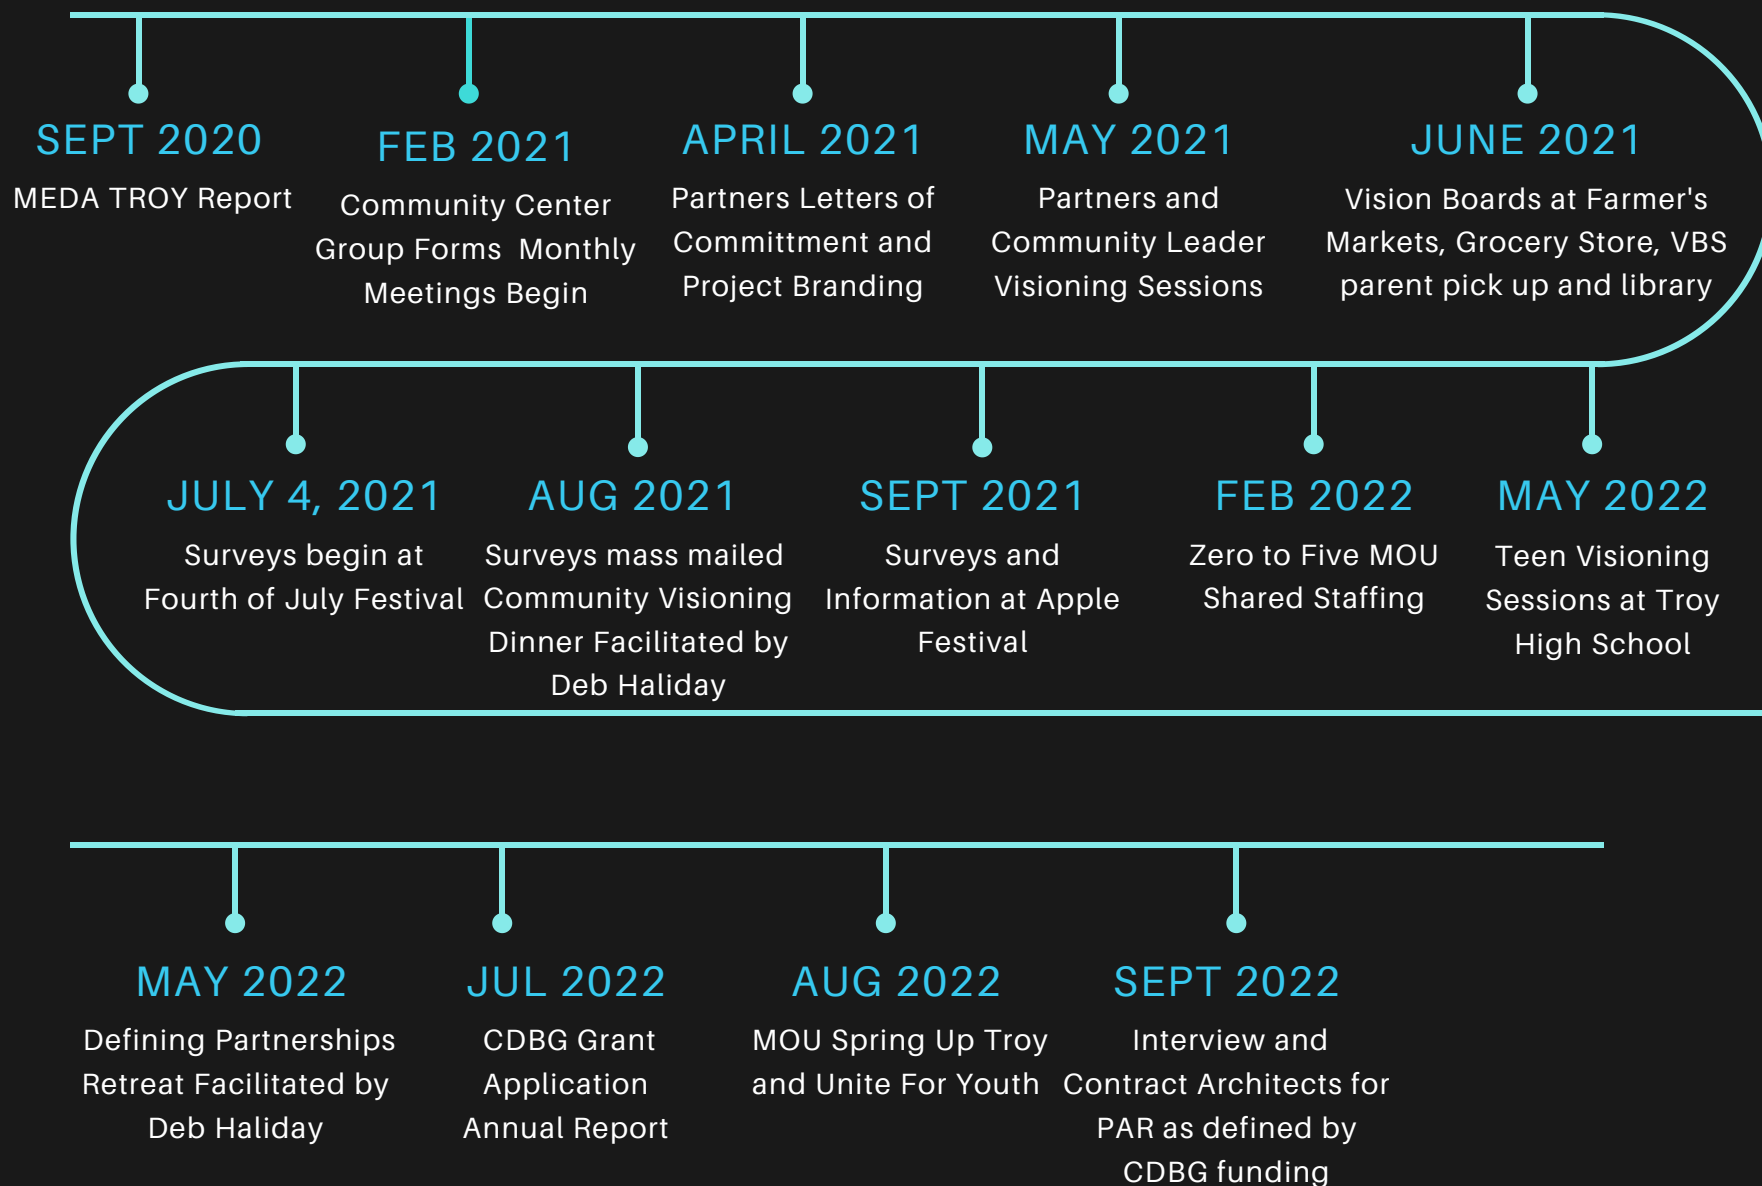 SEPT 2020
MEDA TROY Report
FEB 2021
Community Center
Group Forms  Monthly
Meetings Begin
APRIL 2021
Partners Letters of
Committment and
Project Branding
MAY 2021
Partners and
Community Leader
Visioning Sessions
JUNE 2021
Vision Boards at Farmer's
Markets, Grocery Store, VBS
parent pick up and library
JULY 4, 2021
Surveys begin at
Fourth of July Festival
AUG 2021
Surveys mass mailed
Community Visioning
Dinner Facilitated by
Deb Haliday
SEPT 2021
Surveys and
Information at Apple
Festival
FEB 2022
Zero to Five MOU
Shared Staffing
MAY 2022
Teen Visioning
Sessions at Troy
High School
MAY 2022
Defining Partnerships
Retreat Facilitated by
Deb Haliday
JUL 2022
CDBG Grant
Application
Annual Report
AUG 2022
MOU Spring Up Troy
and Unite For Youth
SEPT 2022
Interview and
Contract Architects for
PAR as defined by
CDBG funding